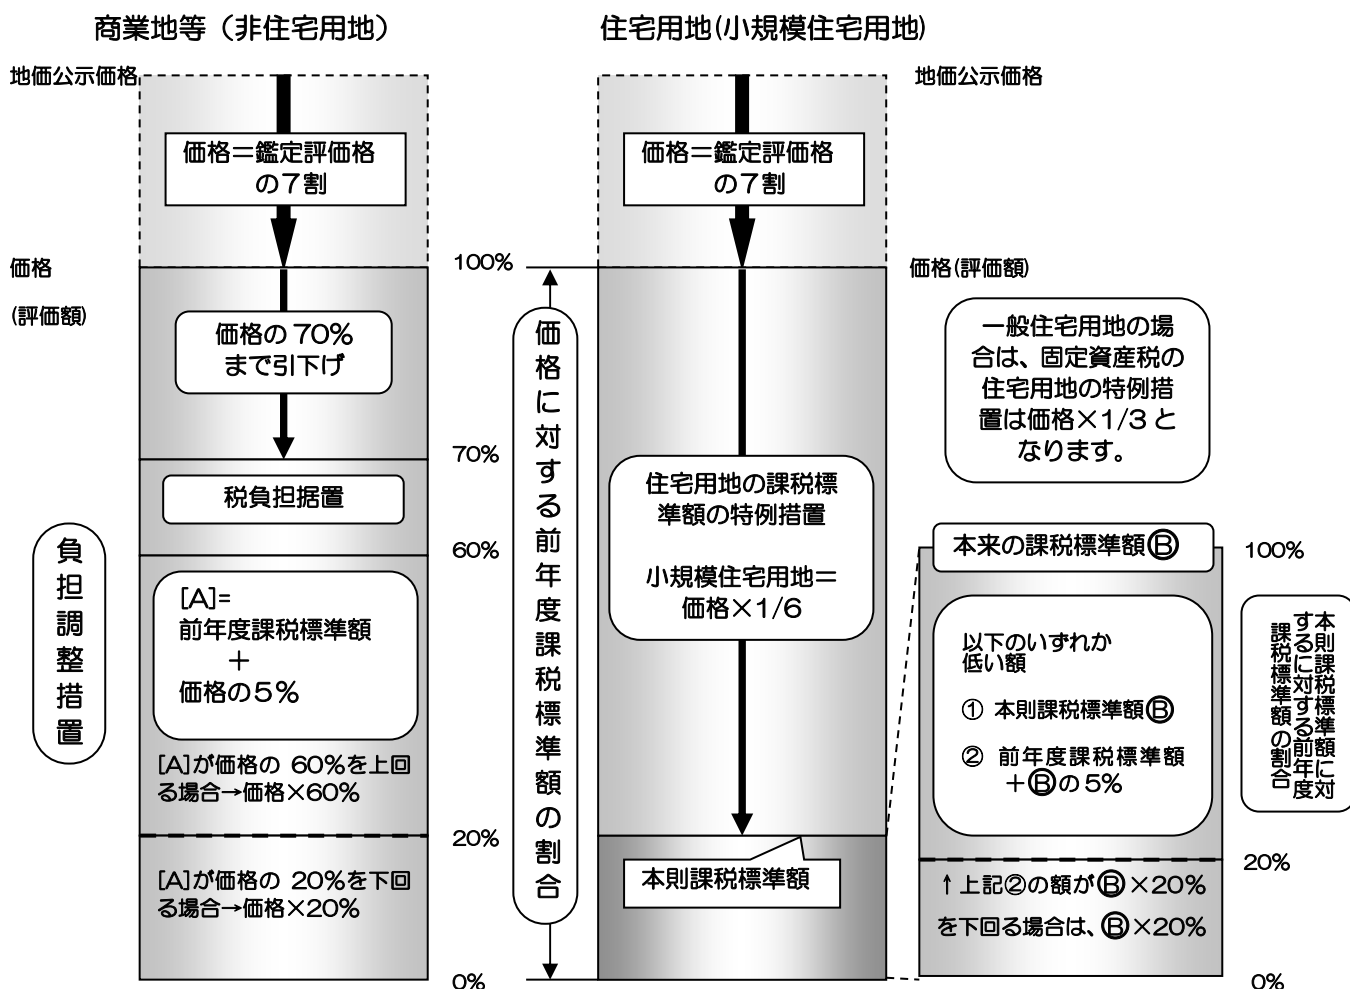 商業地等（非住宅用地）
住宅用地(小規模住宅用地)
地価公示価格
地価公示価格
価格＝鑑定評価格
の７割
価格＝鑑定評価格
の７割
価格
(評価額)
100%
価格(評価額)
価格の 70%
まで引下げ
70%
税負担据置
60%
負担調整措置
[A]=
前年度課税標準額
＋
価格の５%
[A]が価格の 60%を上回
る場合→価格×60%
20%
[A]が価格の 20%を下回
る場合→価格×20%
0%
価格に対する前年度課税標準額の割合
住宅用地の課税標
準額の特例措置
小規模住宅用地＝
価格×1/6
本則課税標準額
一般住宅用地の場
合は、固定資産税の
住宅用地の特例措
置は価格×1/3 と
なります。
本来の課税標準額Ⓑ
100%
以下のいずれか
低い額
① 本則課税標準額Ⓑ
② 前年度課税標準額
＋Ⓑの 5%
20%
↑上記②の額がⒷ×20%
を下回る場合は、Ⓑ×20%
0%
本則課税標準額に対
するに対する前年度
課税標準額の割合